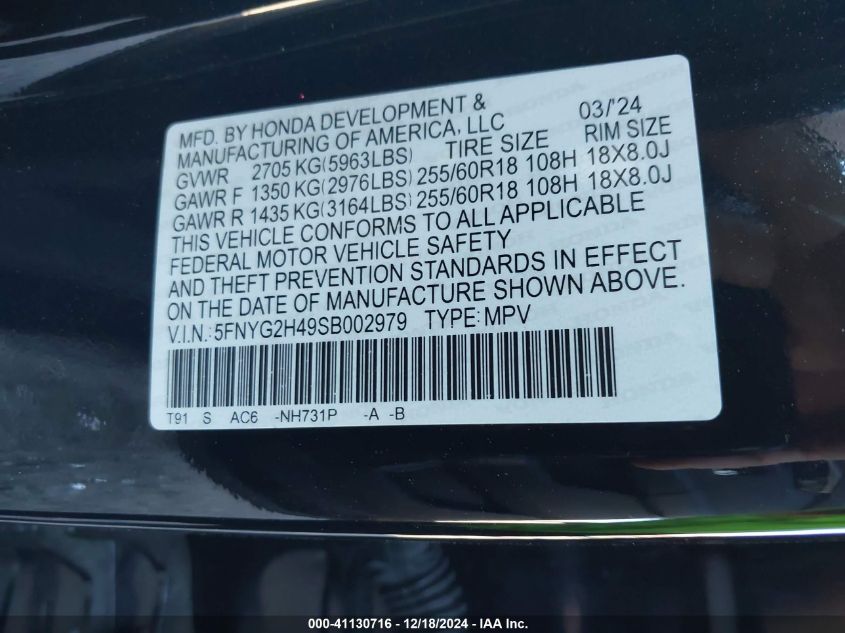 MFD. BY HONDA DEVELOPMENT & 03/'24
MANUFACTURING OF AMERICA, LLC
GVWR 2705 KG(5963LBS) TIRE SIZE RIM SIZE
GAWR F 1350 KG(2976LBS) 255/60R18 108H 18X8.0J
GAWR R 1435 KG(3164LBS) 255/60R18 108H 18X8.0J
THIS VEHICLE CONFORMS TO ALL APPLICABLE
FEDERAL MOTOR VEHICLE SAFETY
AND THEFT PREVENTION STANDARDS IN EFFECT
ON THE DATE OF MANUFACTURE SHOWN ABOVE.
V.I.N.:5FNYG2H49SB002979 TYPE:MPV
T91 S AC6 -NH731P -A -B
000-41130716 - 12/18/2024 - IAA Inc.